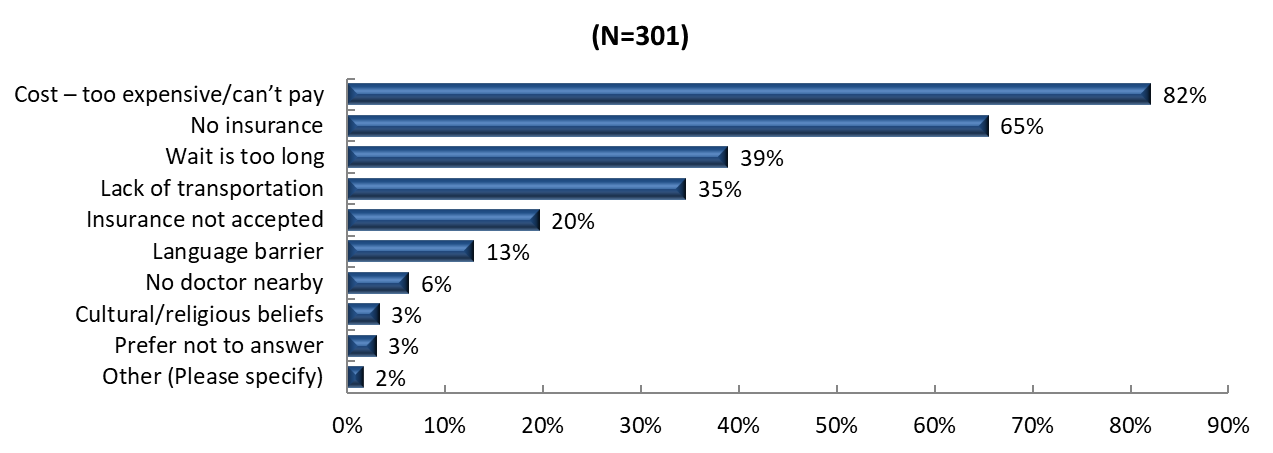 (N=301)
Cost – too expensive/can’t pay 82%
No insurance 65%
Wait is too long 39%
Lack of transportation 35%
Insurance not accepted 20%
Language barrier 13%
No doctor nearby 6%
Cultural/religious beliefs 3%
Prefer not to answer 3%
Other (Please specify) 2%
0% 10% 20% 30% 40% 50% 60% 70% 80% 90%